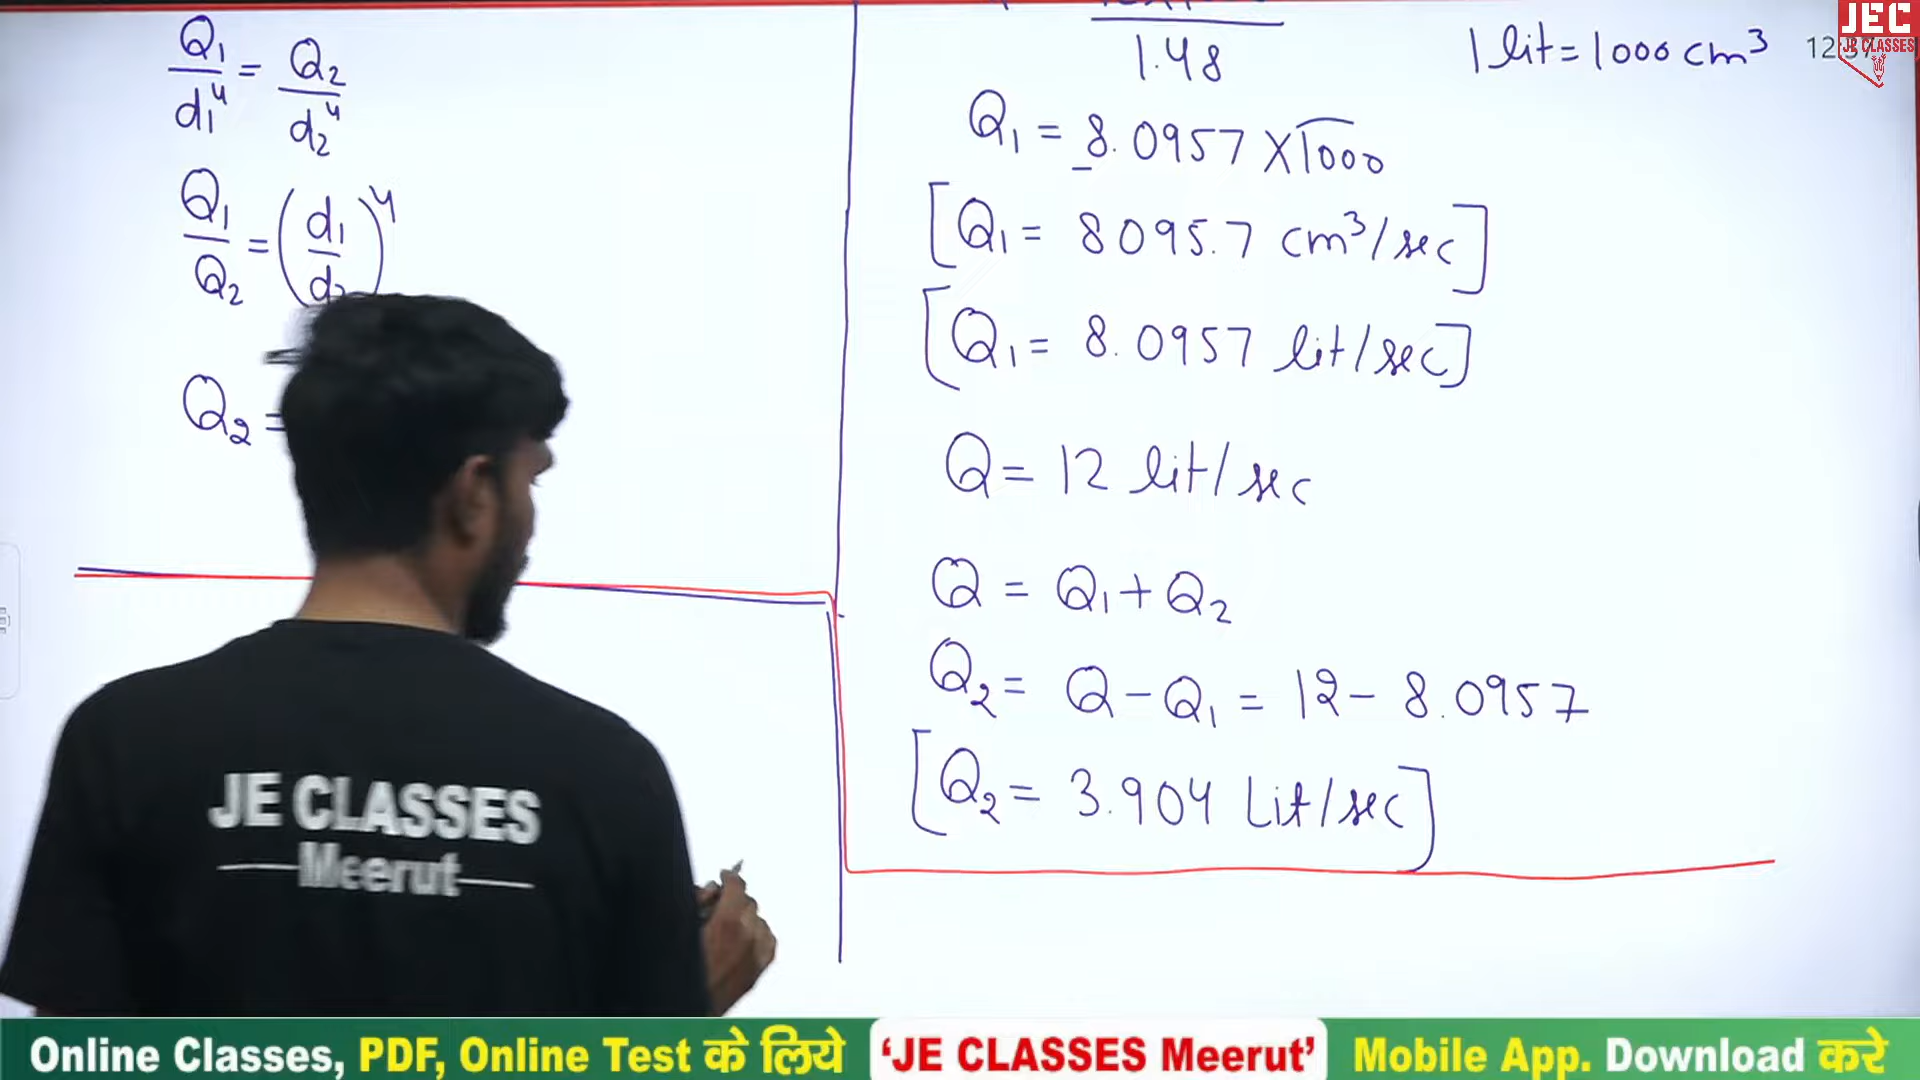 Q₁/d₁⁴ = Q₂/d₂⁴
Q₁/Q₂ = (d₁/d₂)⁴
Q₂ =
1.48
1 lit = 1000 cm³
Q₁ = 8.0957 X 1000
[Q₁ = 8095.7 cm³/sec]
[Q₁ = 8.0957 lit/sec]
Q = 12 lit/sec
Q = Q₁ + Q₂
Q₂ = Q - Q₁ = 12 - 8.0957
[Q₂ = 3.904 Lit/sec]
JEC
JE CLASSES
JE CLASSES
Meerut
Online Classes, PDF, Online Test के लिये 'JE CLASSES Meerut' Mobile App. Download करे